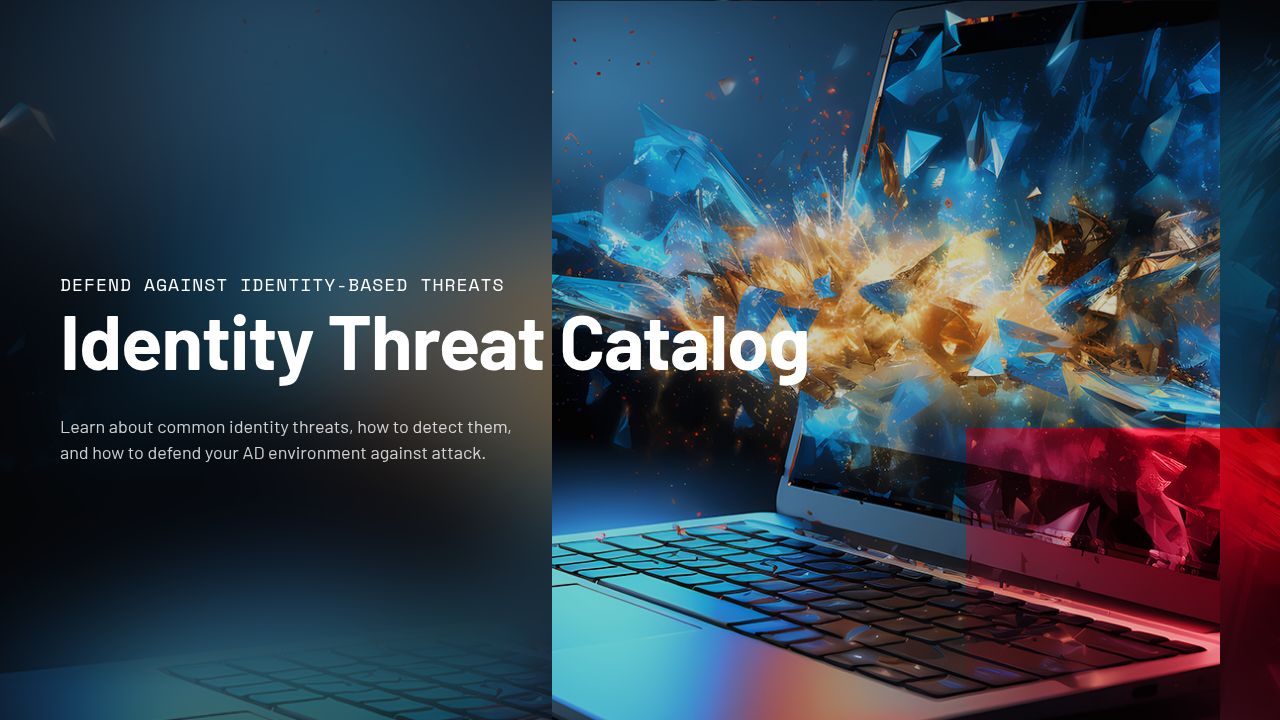 DEFEND AGAINST IDENTITY-BASED THREATS
Identity Threat Catalog
Learn about common identity threats, how to detect them,
and how to defend your AD environment against attack.